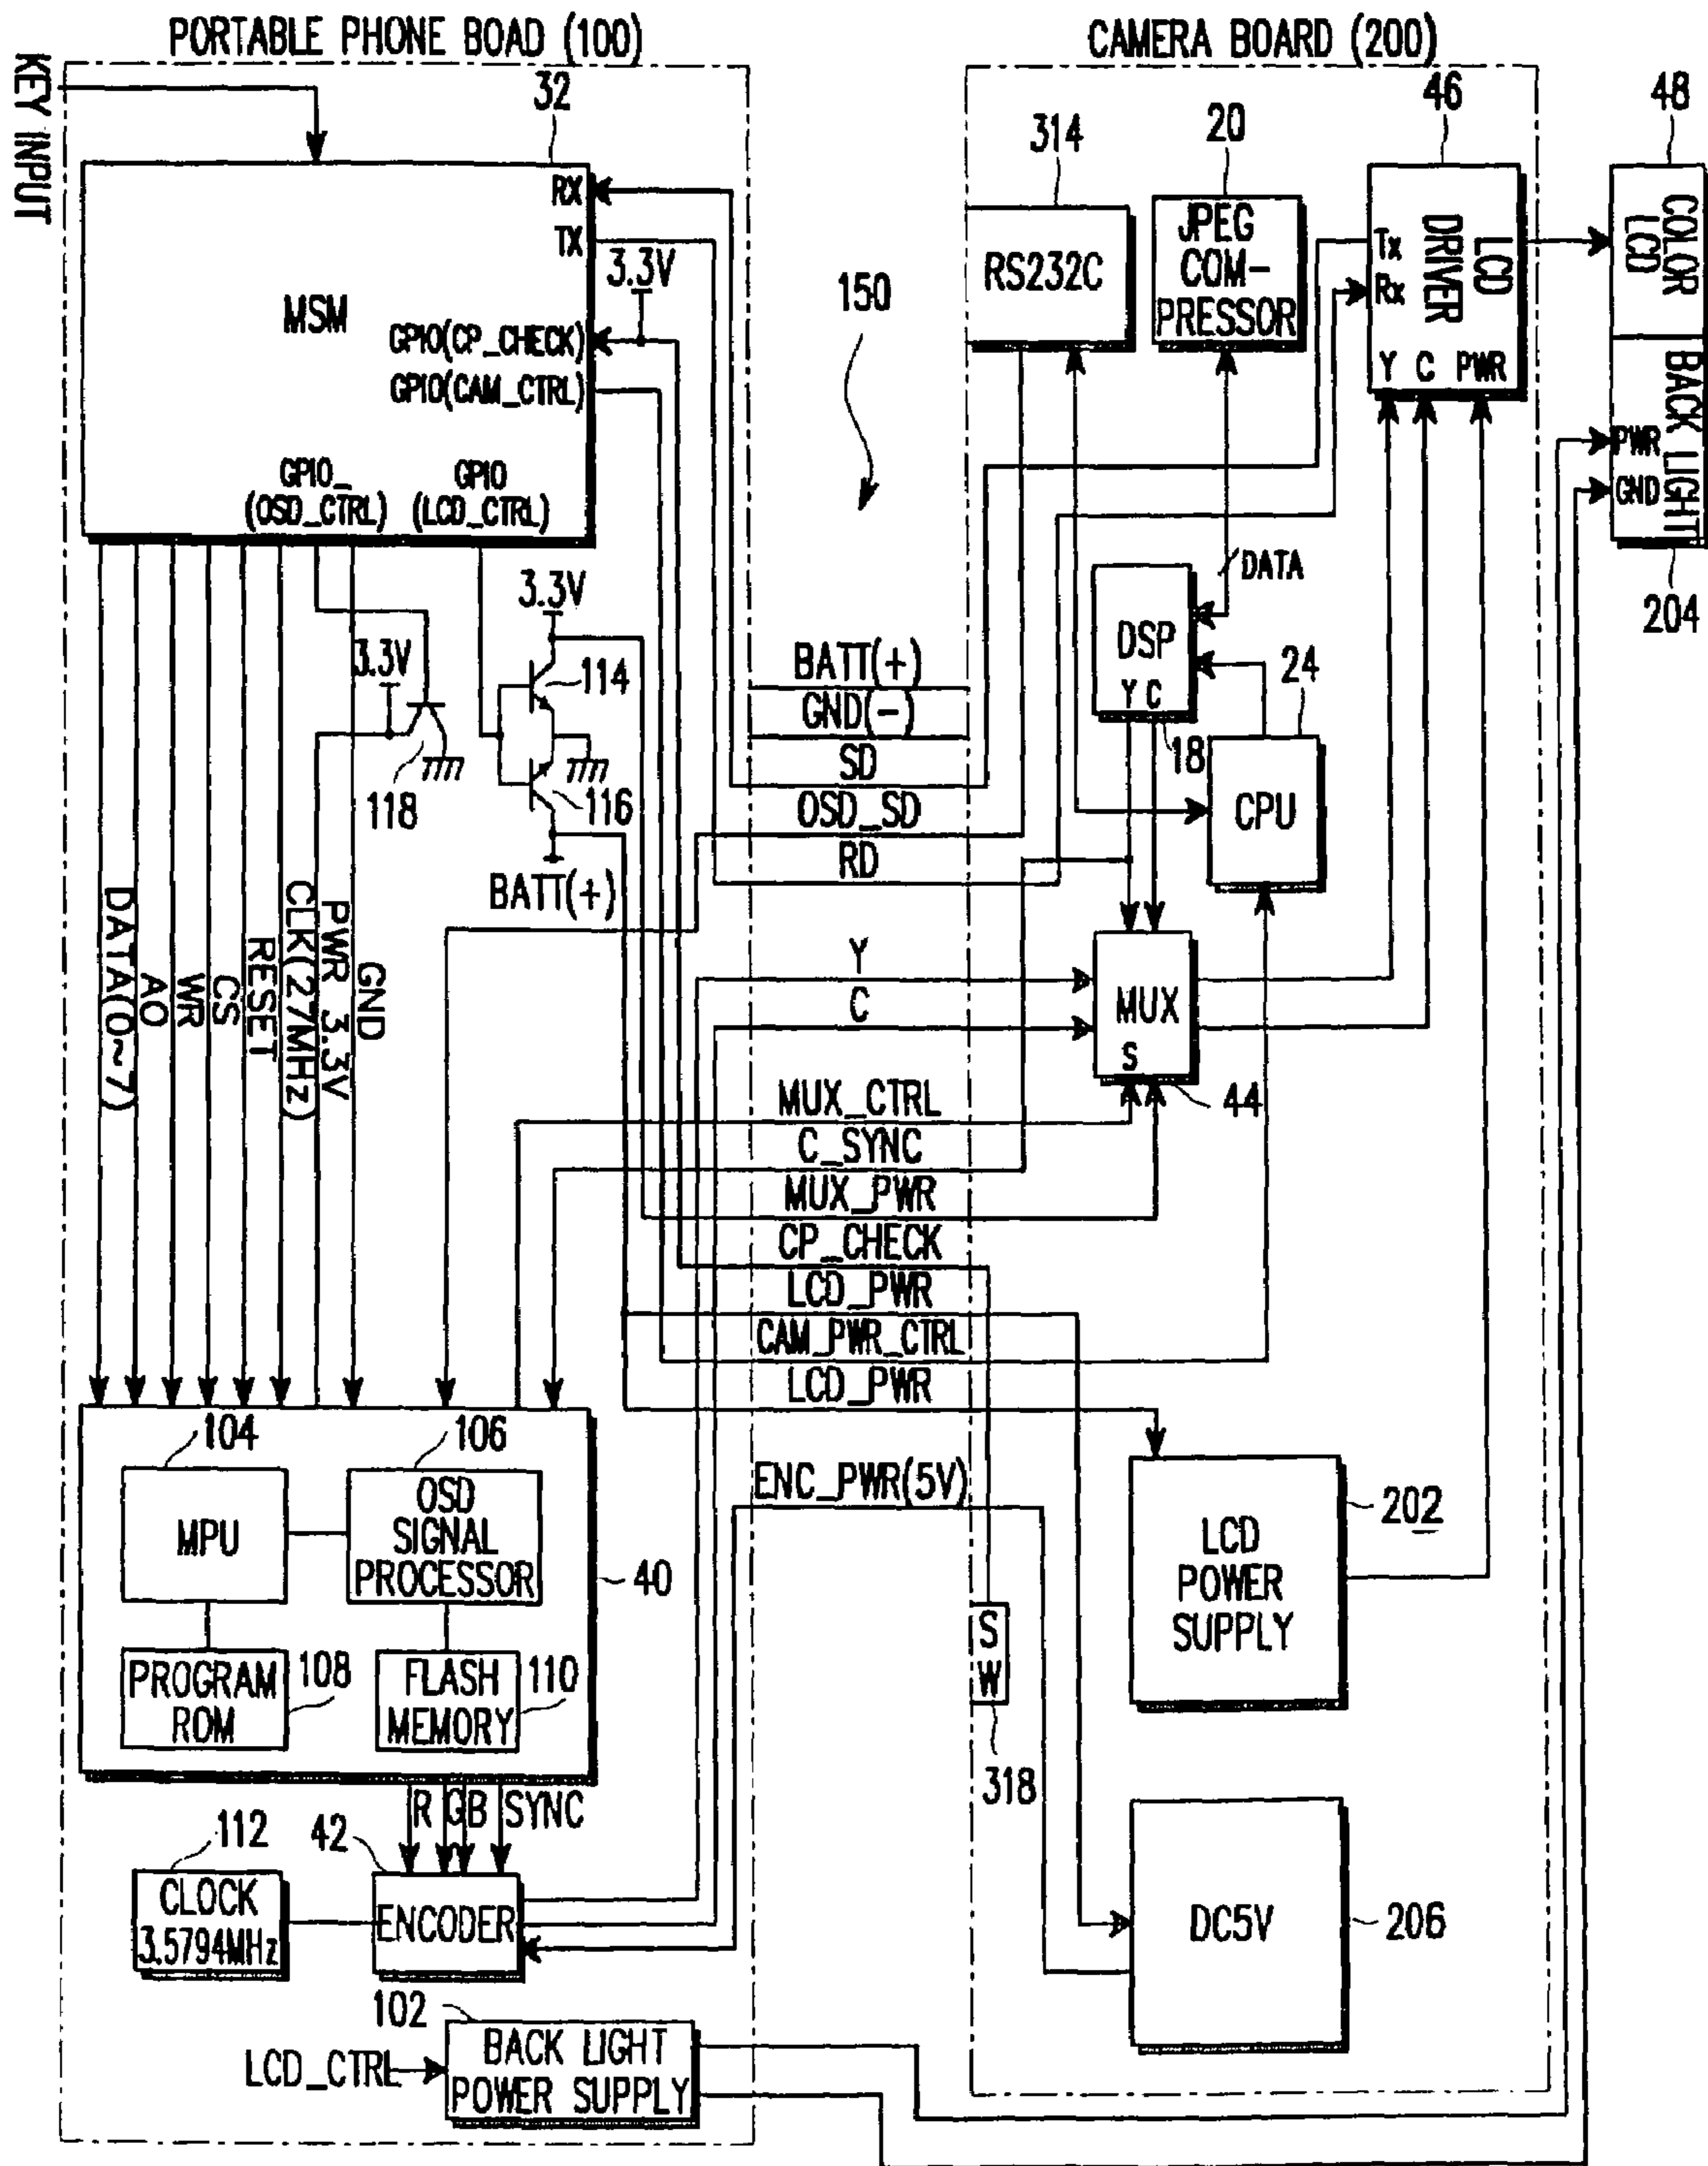 PORTABLE PHONE BOAD (100)
CAMERA BOARD (200)
KEY INPUT
32
RX
TX
3.3V
MSM
GPIO(CP_CHECK)
GPIO(CAM_CTRL)
GPIO_
(OSD_CTRL)
GPIO
(LCD_CTRL)
150
314
RS232C
20
JPEG
COM-
PRESSOR
46
Tx
Rx
LCD
DRIVER
Y C PWR
48
COLOR
LCD
BACK LIGHT
PWR
GND
204
DATA
DSP
Y C
18
24
CPU
3.3V
114
3.3V
118
116
BATT(+)
BATT(+)
GND(-)
SD
OSD_SD
RD
Y
C
MUX
S
44
MUX_CTRL
C_SYNC
MUX_PWR
CP_CHECK
LCD_PWR
CAM_PWR_CTRL
LCD_PWR
ENC_PWR(5V)
DATA(0~7)
AO
WR
CS
RESET
CLK(27MHz)
PWR 3.3V
GND
104
MPU
106
OSD
SIGNAL
PROCESSOR
40
PROGRAM
ROM
108
FLASH
MEMORY
110
R G B SYNC
112
CLOCK
3.5794MHz
42
ENCODER
102
LCD_CTRL
BACK LIGHT
POWER SUPPLY
LCD
POWER
SUPPLY
202
S
W
318
DC5V
206